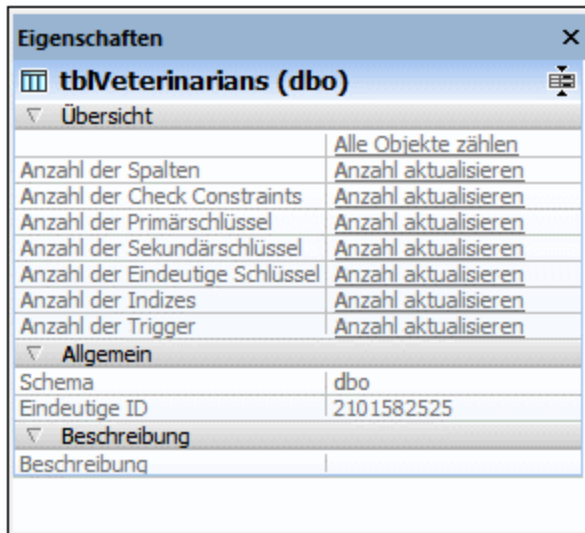 Eigenschaften
tblVeterinarians (dbo)
Übersicht
Alle Objekte zählen
Anzahl der Spalten Anzahl aktualisieren
Anzahl der Check Constraints Anzahl aktualisieren
Anzahl der Primärschlüssel Anzahl aktualisieren
Anzahl der Sekundärschlüssel Anzahl aktualisieren
Anzahl der Eindeutige Schlüssel Anzahl aktualisieren
Anzahl der Indizes Anzahl aktualisieren
Anzahl der Trigger Anzahl aktualisieren
Allgemein
Schema dbo
Eindeutige ID 2101582525
Beschreibung
Beschreibung